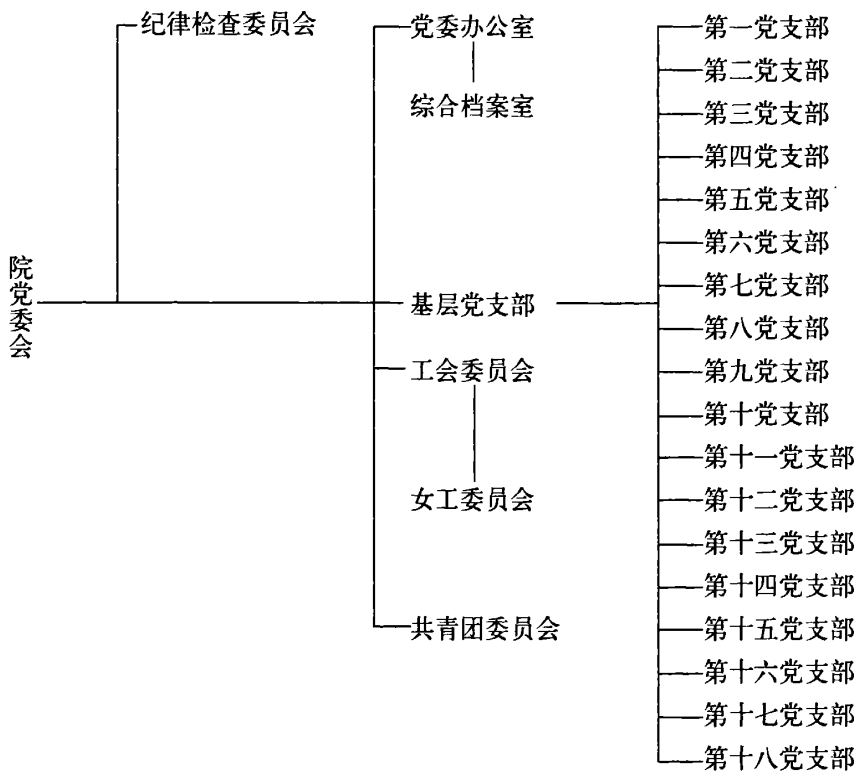 院党委会
纪律检查委员会
党委办公室
综合档案室
基层党支部
工会委员会
女工委员会
共青团委员会
第一党支部
第二党支部
第三党支部
第四党支部
第五党支部
第六党支部
第七党支部
第八党支部
第九党支部
第十党支部
第十一党支部
第十二党支部
第十三党支部
第十四党支部
第十五党支部
第十六党支部
第十七党支部
第十八党支部